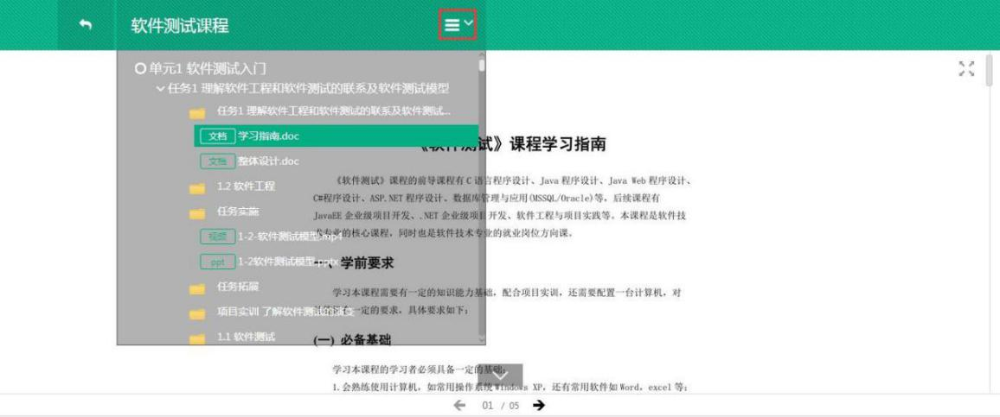 软件测试课程
单元1 软件测试入门
任务1 理解软件工程和软件测试的联系及软件测试模型
任务1 理解软件工程和软件测试的联系及软件测试...
文档 学习指南.doc
文档 整体设计.doc
1.2 软件工程
任务实施
视频 1-2-软件测试模型.mp4
ppt 1-2软件测试模型.pptx
任务拓展
项目实训 了解软件测试的演变
1.1 软件测试
《软件测试》课程学习指南
《软件测试》课程的前导课程有 C 语言程序设计、Java 程序设计、Java Web 程序设计、
C#程序设计、ASP.NET 程序设计、数据库管理与应用(MSSQL/Oracle)等，后续课程有
JavaEE 企业级项目开发、.NET 企业级项目开发、软件工程与项目实践等。本课程是软件技
术专业的核心课程，同时也是软件技术专业的就业岗位方向课。
一、学前要求
学习本课程需要有一定的知识能力基础，配合项目实训，还需要配置一台计算机，对
一定的要求，具体要求如下：
(一) 必备基础
学习本课程的学习者必须具备一定的基础：
1. 会熟练使用计算机，如常用操作系统 Windows XP，还有常用软件如 Word，excel 等；
01 / 05